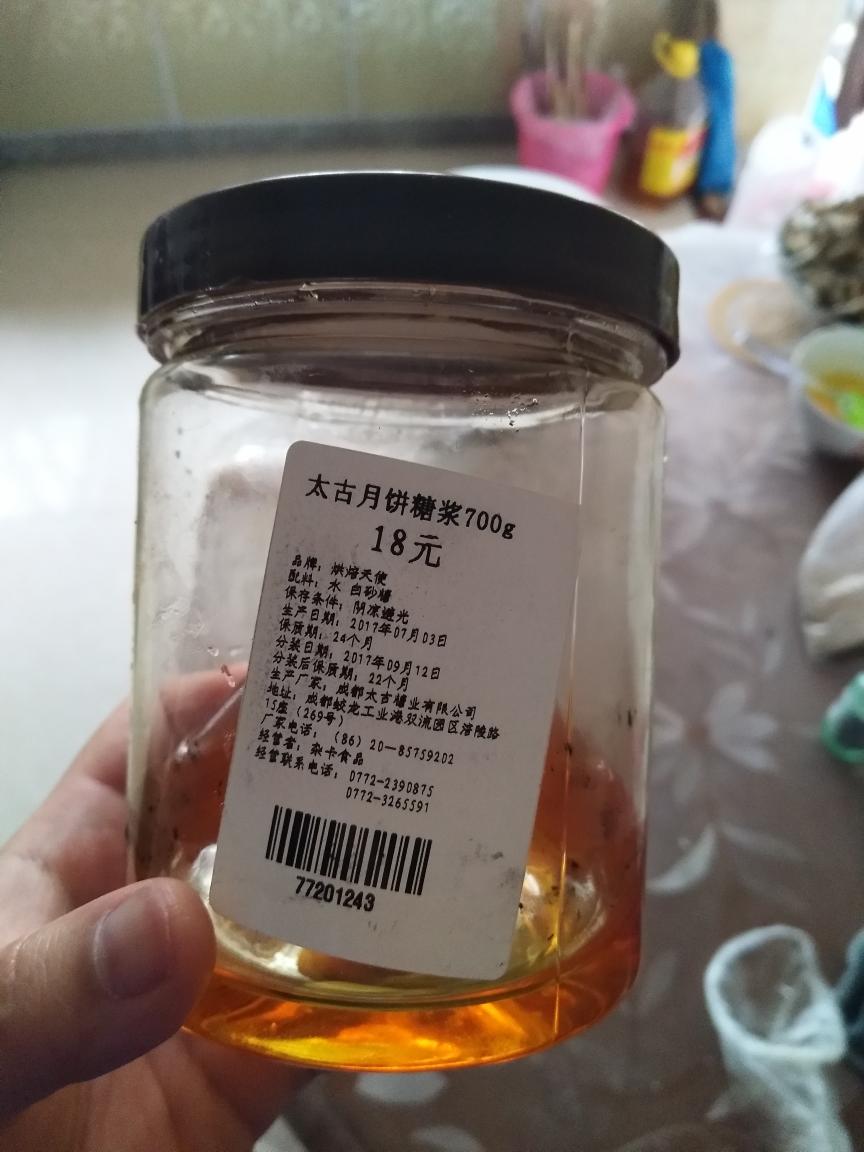 太古月饼糖浆700g
18元
品牌：烘焙天使
配料：水 白砂糖
保存条件：阴凉避光
生产日期：2017年07月03日
保质期：24个月
分装日期：2017年09月12日
分装后保质期：22个月
生产厂家：成都太古糖业有限公司
地址：成都蛟龙工业港双流园区涪陵路
15座（269号）
厂家电话：（86）20—85759202
经营者：杂卡食品
经营联系电话：0772-2390875
0772-3265591
77201243